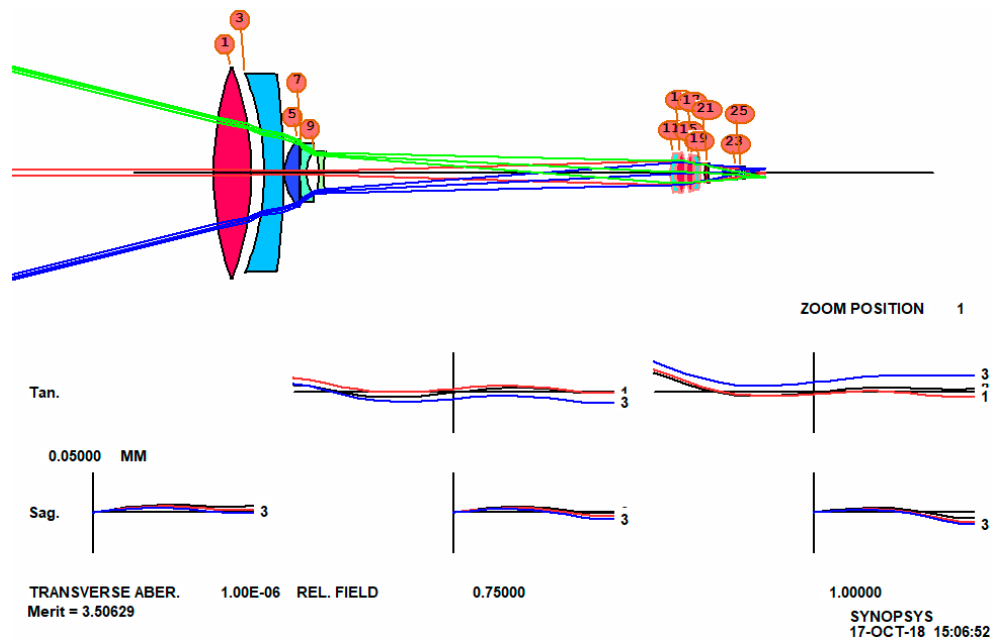 3
1
7
5
9
21
25
11
15
19
23
ZOOM POSITION 1
3
1
3
1
Tan.
3
0.05000 MM
Sag.
3
3
3
TRANSVERSE ABER. 1.00E-06 REL. FIELD 0.75000 1.00000
Merit = 3.50629
SYNOPSYS
17-OCT-18 15:06:52